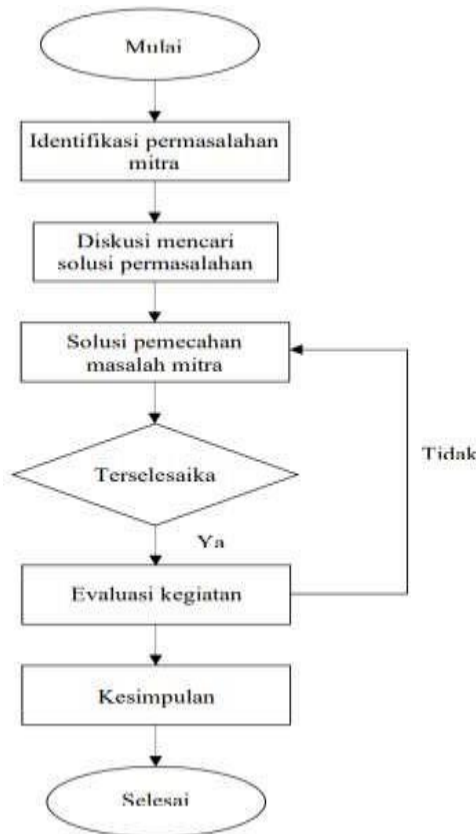 Mulai
Identifikasi permasalahan
mitra
Diskusi mencari
solusi permasalahan
Solusi pemecahan
masalah mitra
Terselesaika
Tidak
Ya
Evaluasi kegiatan
Kesimpulan
Selesai